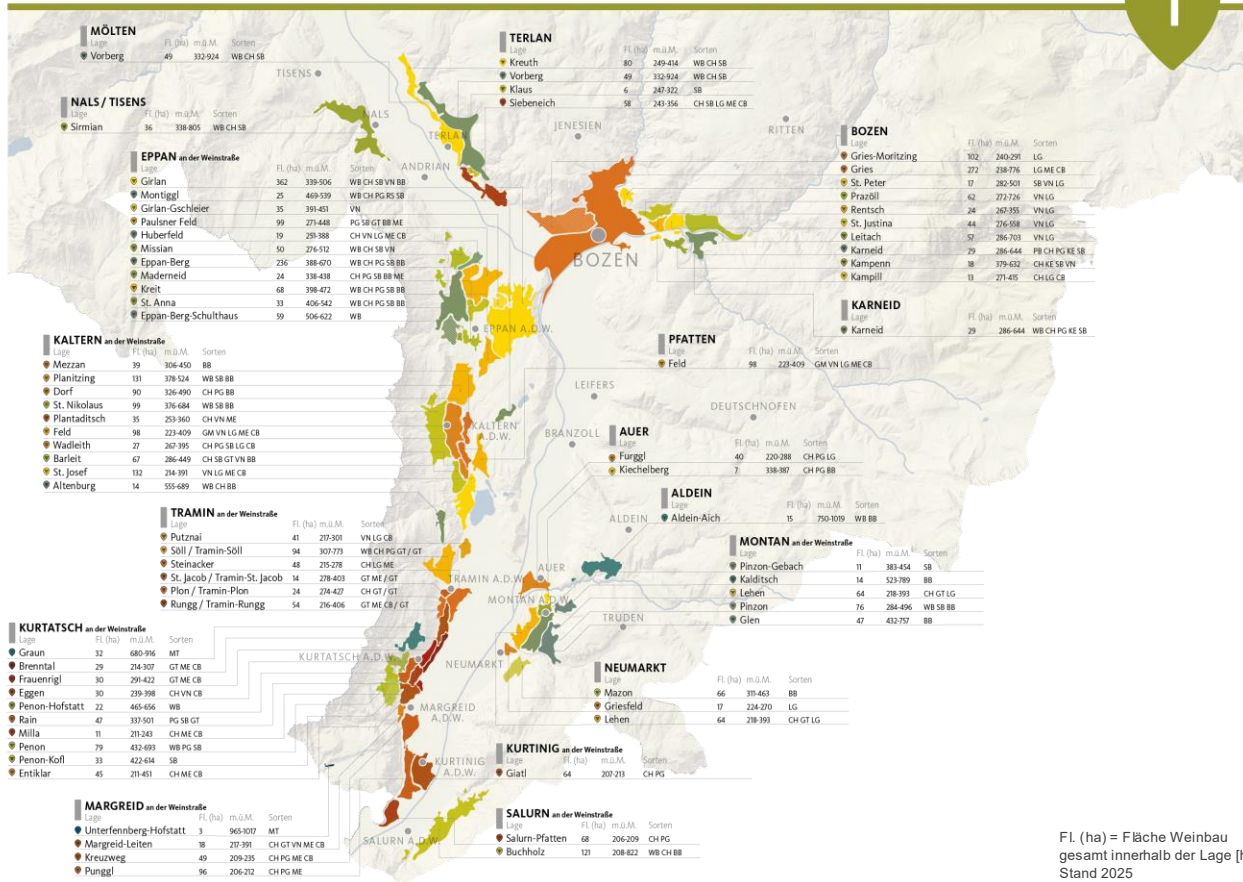 MÖLTEN
Lage Fl. (ha) m.ü.M. Sorten
Vorberg 49 332-924 WB CH SB
NALS / TISENS
Lage Fl. (ha) m.ü.M. Sorten
Sirmian 36 338-805 WB CH SB
TERLAN
Lage Fl. (ha) m.ü.M. Sorten
Kreuth 80 249-414 WB CH SB
Vorberg 49 332-924 WB CH SB
Klaus 6 247-322 SB
Siebeneich 58 243-356 CH SB LG ME CB
EPPAN an der Weinstraße
Lage Fl. (ha) m.ü.M. Sorten
Girlan 362 339-506 WB CH SB VN BB
Montiggl 25 469-539 WB CH PG RS SB
Girlan-Gschleier 35 391-451 VN
Paulsner Feld 99 271-448 PG SB GT BB ME
Huberfeld 19 251-388 CH VN LG ME CB
Missian 50 276-512 WB CH SB VN
Eppan-Berg 236 388-670 WB CH PG SB BB
Maderneid 24 338-438 CH PG SB BB ME
Kreit 68 398-472 WB CH PG SB BB
St. Anna 33 406-542 WB CH PG SB BB
Eppan-Berg-Schulthaus 59 506-622 WB
BOZEN
Lage Fl. (ha) m.ü.M. Sorten
Gries-Moritzing 102 240-291 LG
Gries 272 238-776 LG ME CB
St. Peter 17 282-501 SB VN LG
Prazöll 62 272-726 VN LG
Rentsch 24 267-355 VN LG
St. Justina 44 276-558 VN LG
Leitach 57 286-703 VN LG
Karneid 29 286-644 PB CH PG KE SB
Kampenn 18 379-632 CH KE SB VN
Kampill 13 271-415 CH LG CB
KARNEID
Lage Fl. (ha) m.ü.M. Sorten
Karneid 29 286-644 WB CH PG KE SB
KALTERN an der Weinstraße
Lage Fl. (ha) m.ü.M. Sorten
Mezzan 39 306-450 BB
Planitzing 131 378-524 WB SB BB
Dorf 90 326-490 CH PG BB
St. Nikolaus 99 376-684 WB SB BB
Plantaditsch 35 253-360 CH VN ME
Feld 98 223-409 GM VN LG ME CB
Wadleith 27 267-395 CH PG SB LG CB
Barleit 67 286-449 CH SB GT VN BB
St. Josef 132 214-391 VN LG ME CB
Altenburg 14 555-689 WB CH BB
PFATTEN
Lage Fl. (ha) m.ü.M. Sorten
Feld 98 223-409 GM VN LG ME CB
AUER
Lage Fl. (ha) m.ü.M. Sorten
Furggl 40 220-288 CH PG LG
Kiechelberg 7 338-387 CH PG BB
ALDEIN
Lage Fl. (ha) m.ü.M. Sorten
Aldein-Aich 15 750-1019 WB BB
TRAMIN an der Weinstraße
Lage Fl. (ha) m.ü.M. Sorten
Putznai 41 217-301 VN LG CB
Söll / Tramin-Söll 94 307-773 WB CH PG GT / GT
Steinacker 48 215-278 CH LG ME
St. Jacob / Tramin-St. Jacob 14 278-403 GT ME / GT
Plon / Tramin-Plon 24 274-427 CH GT / GT
Rungg / Tramin-Rungg 54 216-406 GT ME CB / GT
MONTAN an der Weinstraße
Lage Fl. (ha) m.ü.M. Sorten
Pinzon-Gebach 11 383-454 SB
Kalditsch 14 523-789 BB
Lehen 64 218-393 CH GT LG
Pinzon 76 284-496 WB SB BB
Glen 47 432-757 BB
KURTATSCH an der Weinstraße
Lage Fl. (ha) m.ü.M. Sorten
Graun 32 680-916 MT
Brenntal 29 214-307 GT ME CB
Frauenrigl 30 291-422 GT ME CB
Eggen 30 239-398 CH VN CB
Penon-Hofstatt 22 465-656 WB
Rain 47 337-501 PG SB GT
Milla 11 211-243 CH ME CB
Penon 79 432-693 WB PG SB
Penon-Kofl 33 422-614 SB
Entiklar 45 211-451 CH ME CB
NEUMARKT
Lage Fl. (ha) m.ü.M. Sorten
Mazon 66 311-463 BB
Griesfeld 17 224-270 LG
Lehen 64 218-393 CH GT LG
KURTINIG an der Weinstraße
Lage Fl. (ha) m.ü.M. Sorten
Giatl 64 207-213 CH PG
MARGREID an der Weinstraße
Lage Fl. (ha) m.ü.M. Sorten
Unterfennberg-Hofstatt 3 965-1017 MT
Margreid-Leiten 18 217-391 CH GT VN ME CB
Kreuzweg 49 209-235 CH PG ME CB
Punggl 96 206-212 CH PG ME
SALURN an der Weinstraße
Lage Fl. (ha) m.ü.M. Sorten
Salurn-Pfatten 68 206-209 CH PG
Buchholz 121 208-822 WB CH BB
TISENS
NALS
TERLAN
ANDRIAN
JENESIEN
RITTEN
BOZEN
EPPAN A.D.W.
LEIFERS
DEUTSCHNOFEN
KALTERN
A.D.W.
BRANZOLL
ALDEIN
AUER
TRAMIN A.D.W.
MONTAN A.D.W.
TRUDEN
KURTATSCH A.D.W.
NEUMARKT
MARGREID
A.D.W.
KURTINIG
A.D.W.
SALURN A.D.W.
Fl. (ha) = Fläche Weinbau
gesamt innerhalb der Lage [h
Stand 2025